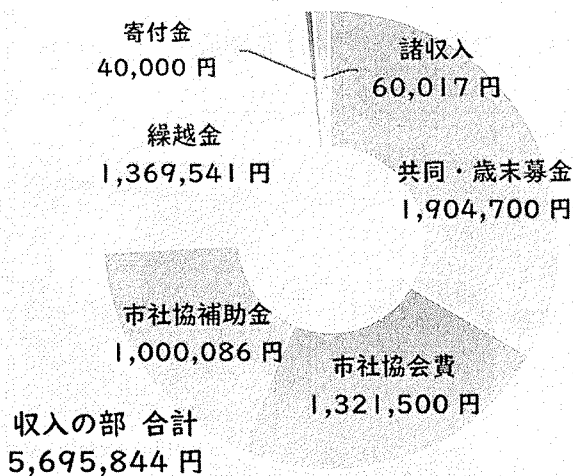 寄付金
40,000 円
諸収入
60,017 円
繰越金
1,369,541 円
共同・歳末募金
1,904,700 円
市社協補助金
1,000,086 円
市社協会費
1,321,500 円
収入の部 合計
5,695,844 円